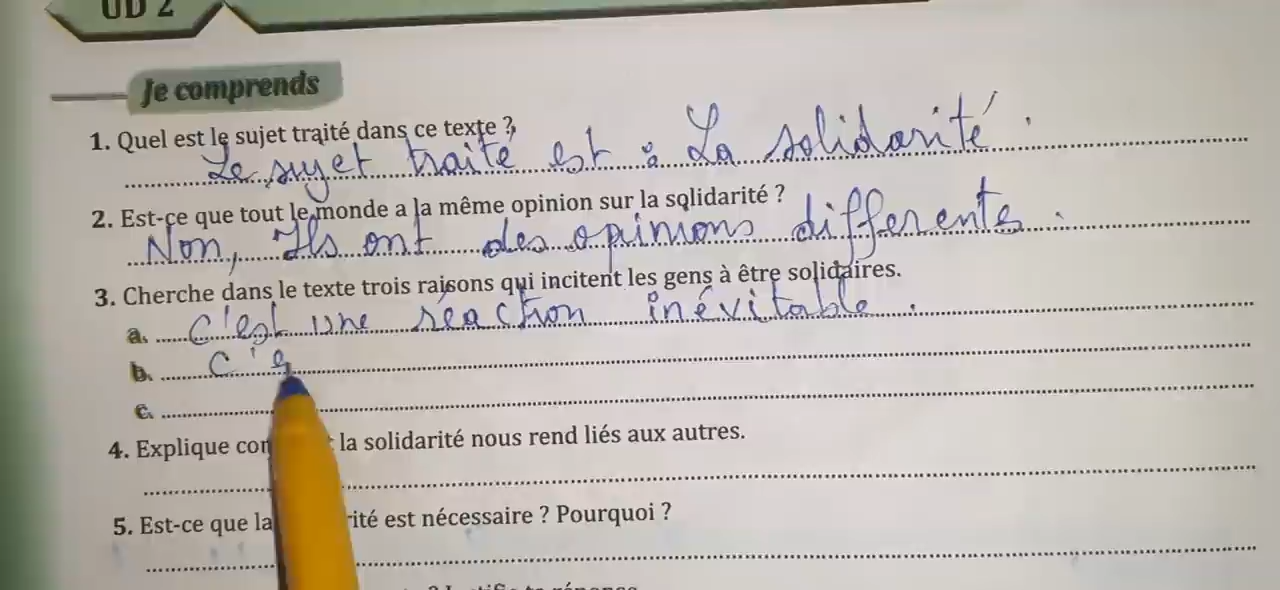 UD 2
Je comprends
1. Quel est le sujet traité dans ce texte ?
Le sujet traité est : La solidarité.
2. Est-ce que tout le monde a la même opinion sur la solidarité ?
Non, Ils ont des opinions differents.
3. Cherche dans le texte trois raisons qui incitent les gens à être solidaires.
a. C'est une réaction inévitable.
b. C'e
c.
4. Explique la solidarité nous rend liés aux autres.
5. Est-ce que la est nécessaire ? Pourquoi ?